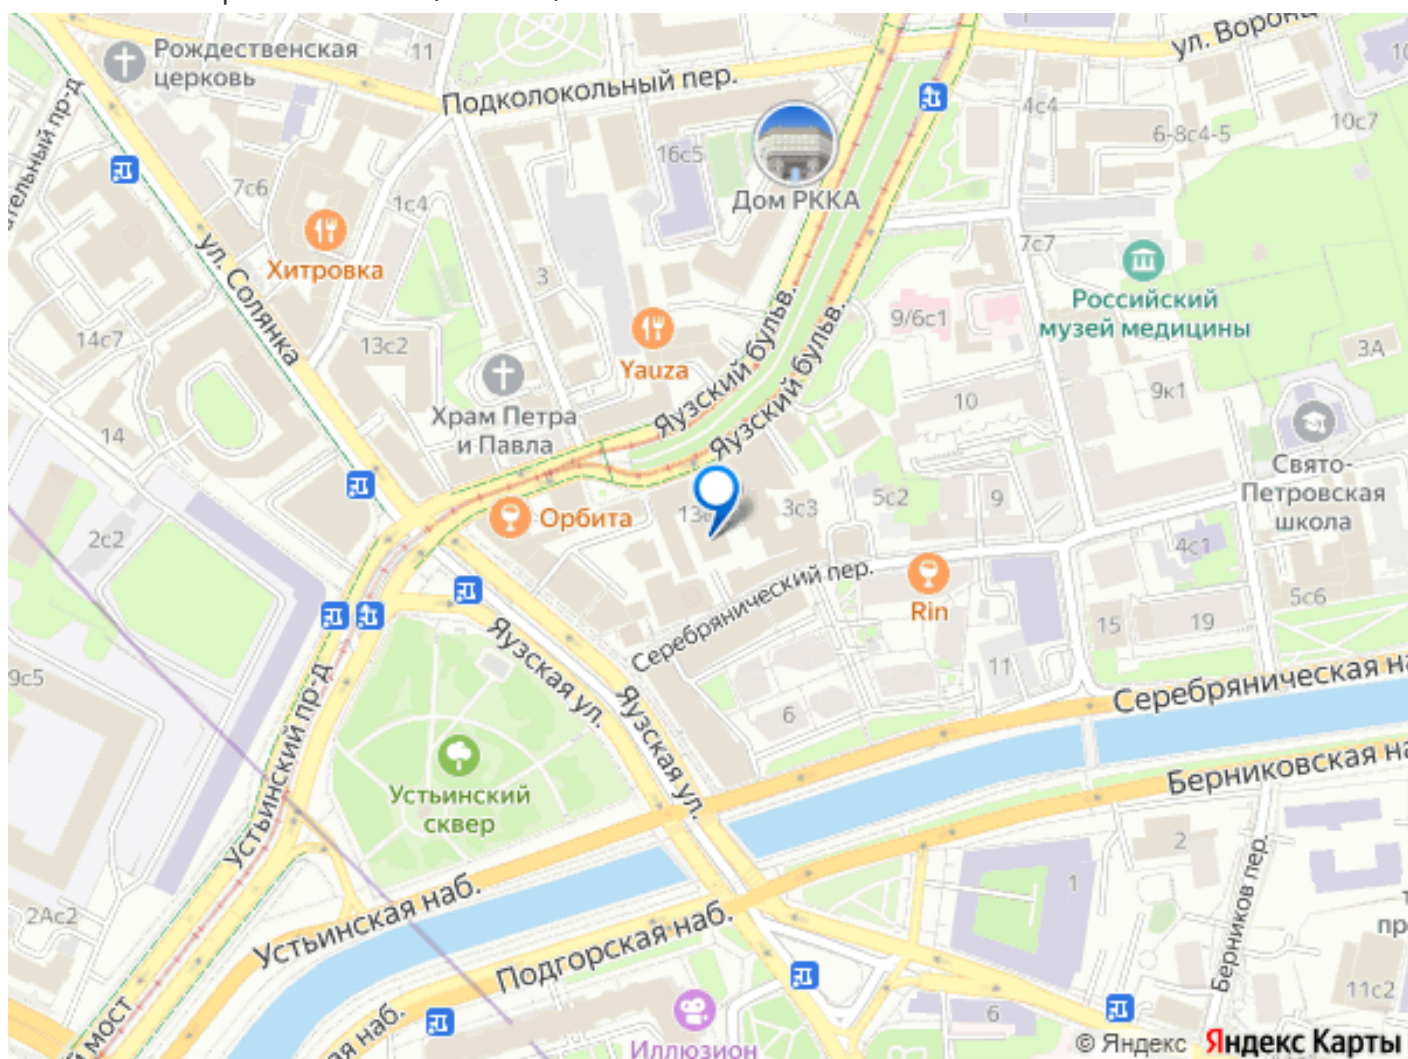 Рождественская
церковь
11
Подколокольный пер.
ул. Воронц
10
4с4
6-8с4-5
10с7
16с5
Дом РККА
7с6
1с4
Хитровка
ул. Солянка
3
7с7
Российский
музей медицины
9/6с1
14с7
13с2
Yauza
Яузский бульв.
Яузский бульв.
3А
Храм Петра
и Павла
10
9к1
14
Свято-
Петровская
школа
Орбита
3с3
5с2
9
2с2
4с1
Серебрянический пер.
Rin
5с6
15
19
11
9с5
Яузская ул.
Яузская ул.
6
Серебряническая на
Устьинский пр-д
Берниковская на
Устьинский
сквер
2
1
Берников пер.
2Ас2
Устьинская наб.
Подгорская наб.
11с2
6
Иллюзион
мост
наб.
© Яндекс Яндекс Карты